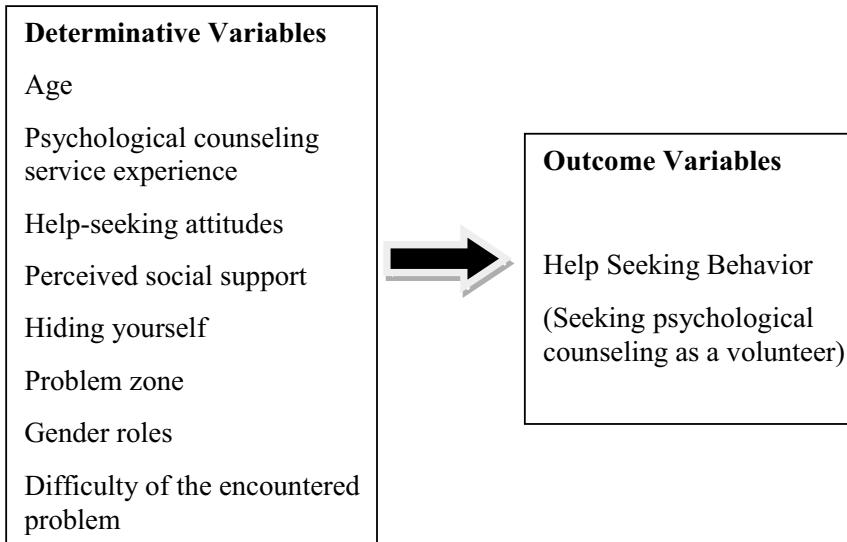 Determinative Variables
Age
Psychological counseling
service experience
Help-seeking attitudes
Perceived social support
Hiding yourself
Problem zone
Gender roles
Difficulty of the encountered
problem
Outcome Variables
Help Seeking Behavior
(Seeking psychological
counseling as a volunteer)